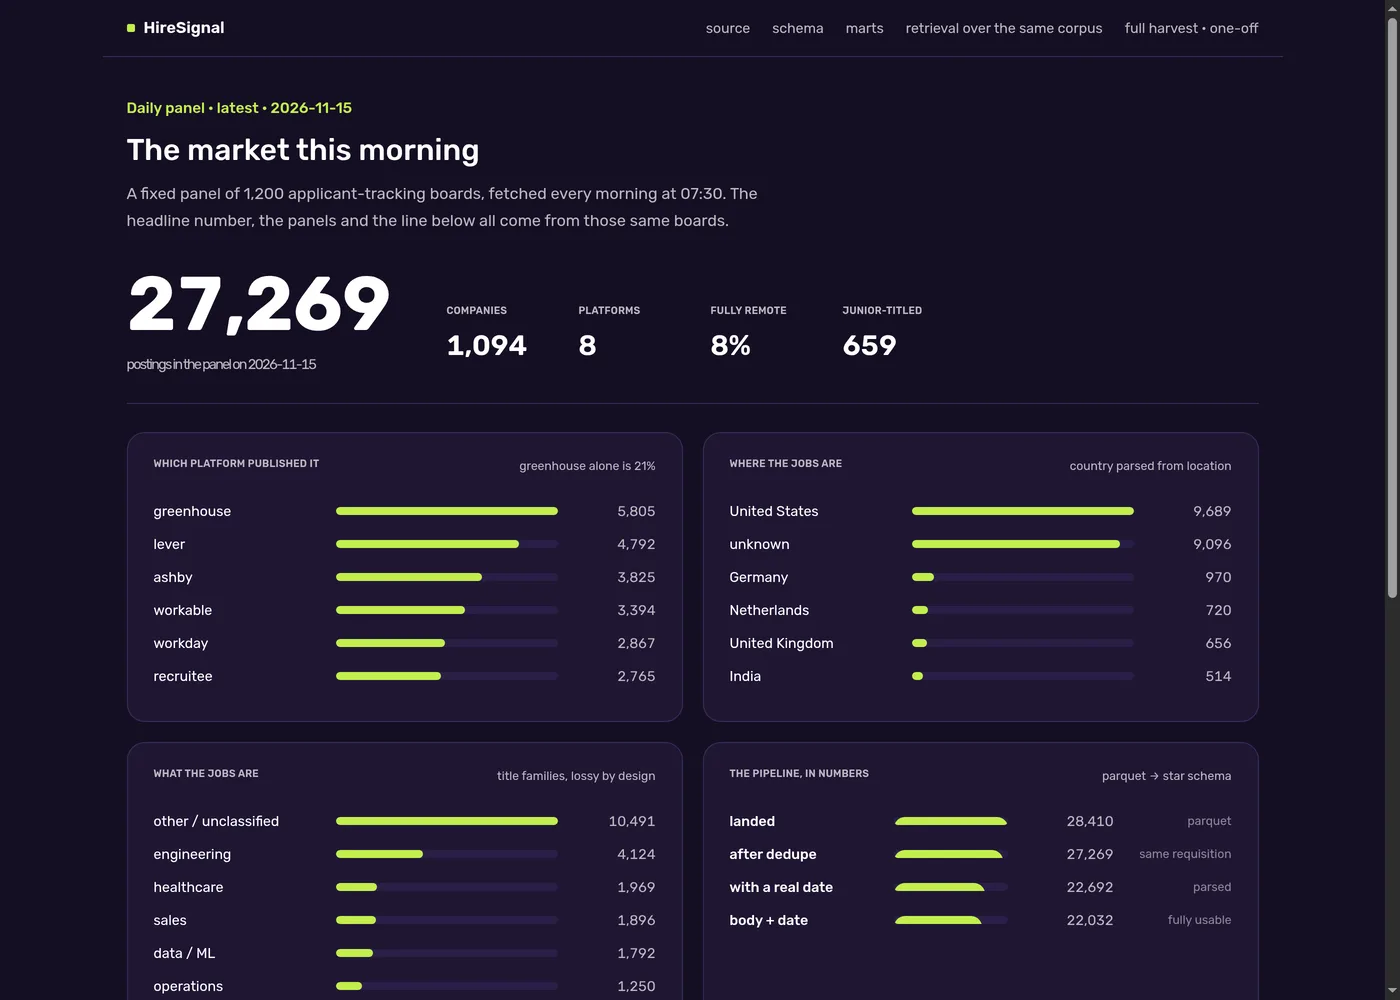 HireSignal
source schema marts retrieval over the same corpus full harvest • one-off
Daily panel • latest • 2026-11-15
The market this morning
A fixed panel of 1,200 applicant-tracking boards, fetched every morning at 07:30. The
headline number, the panels and the line below all come from those same boards.
27,269
postings in the panel on 2026-11-15
COMPANIES
1,094
PLATFORMS
8
FULLY REMOTE
8%
JUNIOR-TITLED
659
WHICH PLATFORM PUBLISHED IT greenhouse alone is 21%
greenhouse 5,805
lever 4,792
ashby 3,825
workable 3,394
workday 2,867
recruitee 2,765
WHERE THE JOBS ARE country parsed from location
United States 9,689
unknown 9,096
Germany 970
Netherlands 720
United Kingdom 656
India 514
WHAT THE JOBS ARE title families, lossy by design
other / unclassified 10,491
engineering 4,124
healthcare 1,969
sales 1,896
data / ML 1,792
operations 1,250
THE PIPELINE, IN NUMBERS parquet → star schema
landed 28,410 parquet
after dedupe 27,269 same requisition
with a real date 22,692 parsed
body + date 22,032 fully usable